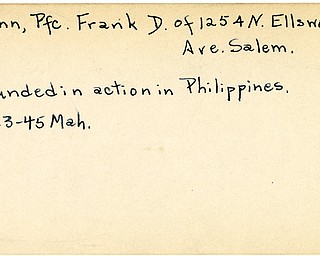 nn, Pfc. Frank D. of 1254 N. Ellsw
Ave. Salem.
unded in action in Philippines.
3-45 Mah.